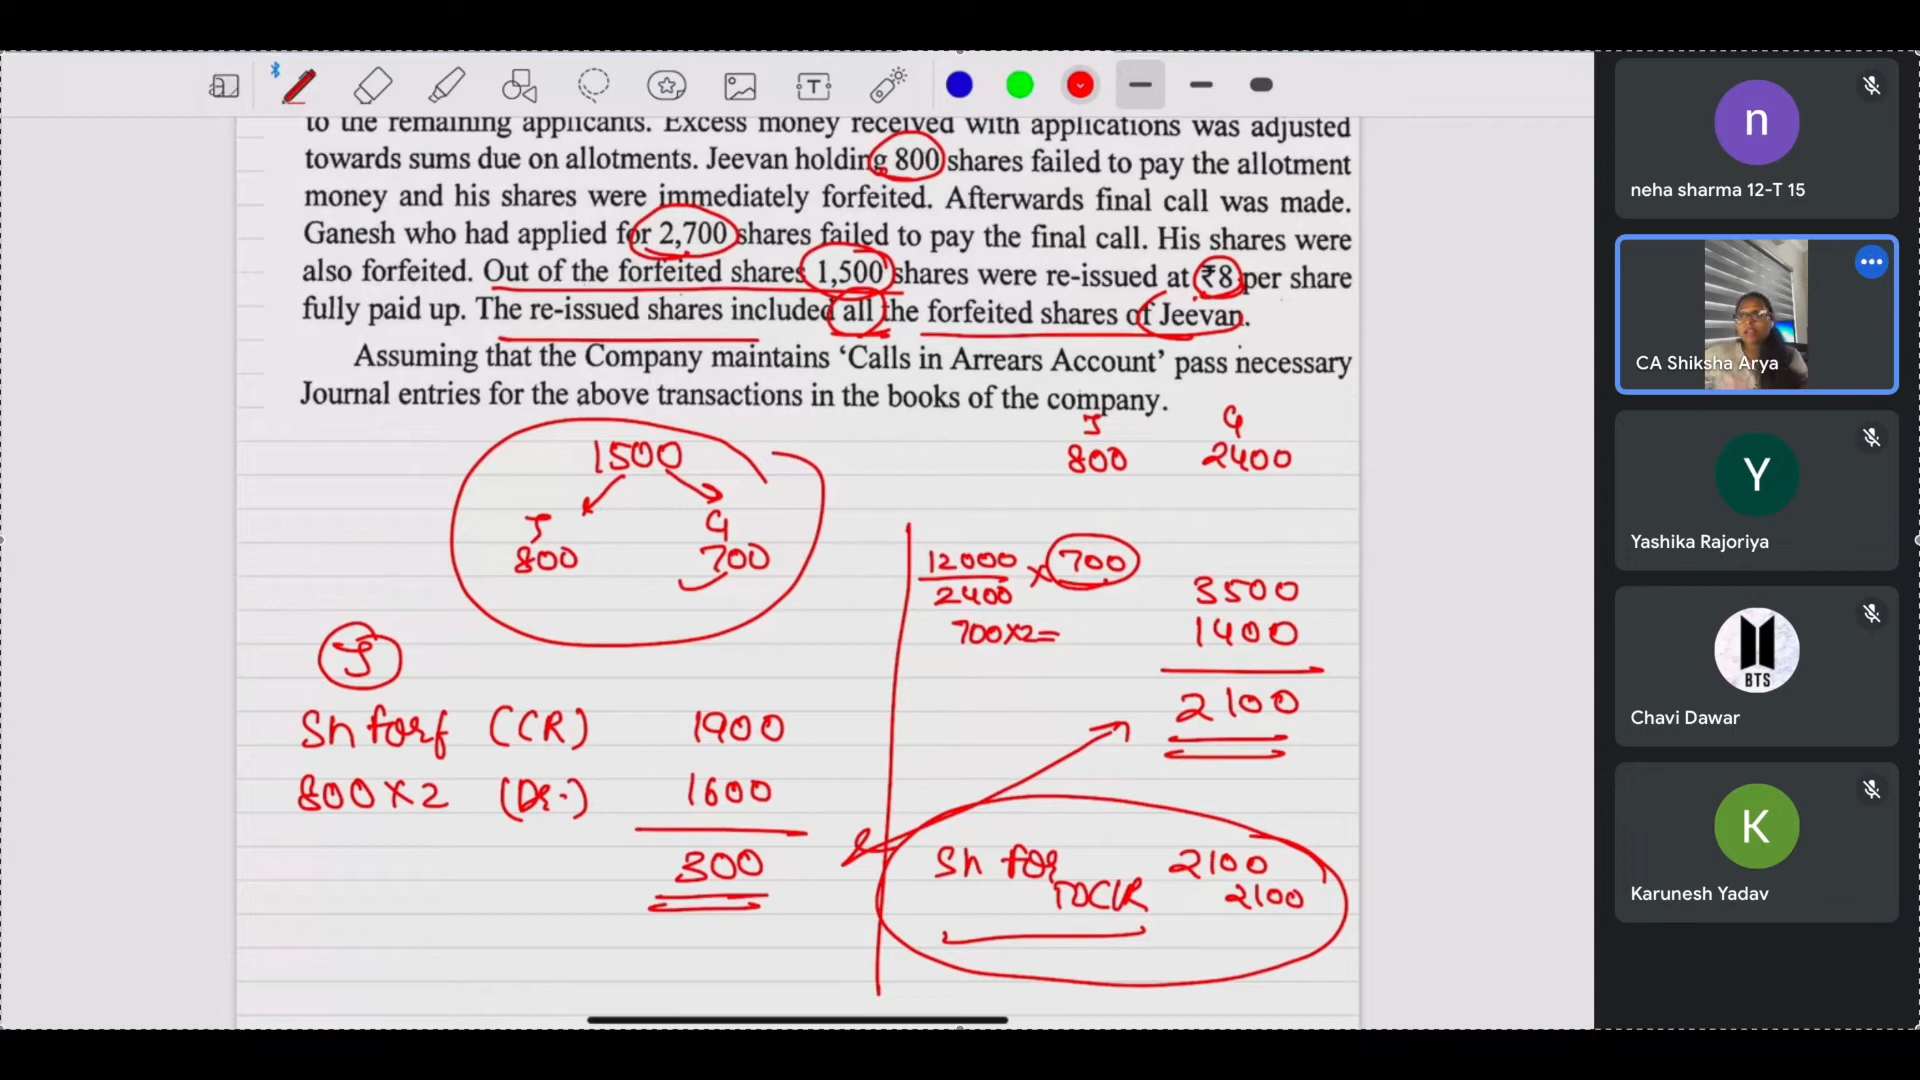 to the remaining applicants. Excess money received with applications was adjusted
towards sums due on allotments. Jeevan holding 800 shares failed to pay the allotment
money and his shares were immediately forfeited. Afterwards final call was made.
Ganesh who had applied for 2,700 shares failed to pay the final call. His shares were
also forfeited. Out of the forfeited shares 1,500 shares were re-issued at ₹8 per share
fully paid up. The re-issued shares included all the forfeited shares of Jeevan.
Assuming that the Company maintains ‘Calls in Arrears Account’ pass necessary
Journal entries for the above transactions in the books of the company.
J G
800 2400
1500
J G
800 700
12000
2400 × 700
3500
700×2= 1400
2100
J
Sh forf (CR) 1900
800×2 (Dr.) 1600
300
Sh for 2100
TOCR 2100
n
neha sharma 12-T 15
CA Shiksha Arya
Y
Yashika Rajoriya
BTS
Chavi Dawar
K
Karunesh Yadav